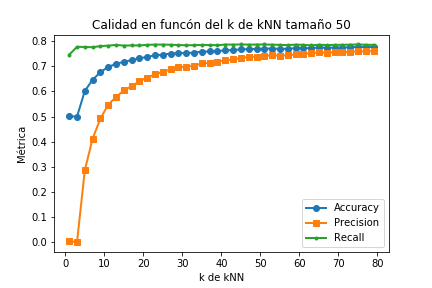 Calidad en funcón del k de kNN tamaño 50
Métrica
0.8
0.7
0.6
0.5
0.4
0.3
0.2
0.1
0.0
Accuracy
Precision
Recall
0 10 20 30 40 50 60 70 80
k de kNN